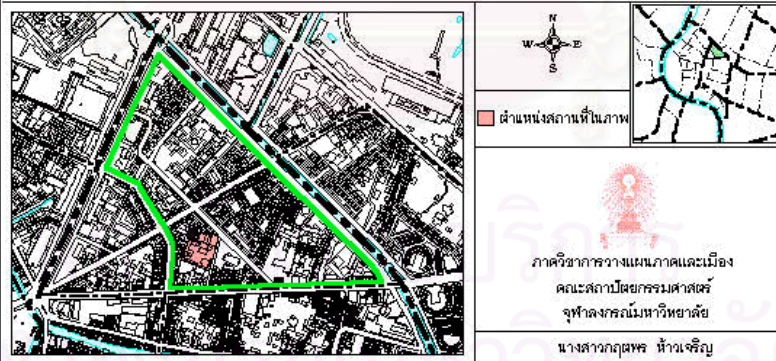 N
W E
S
ตำแหน่งสถานที่ในภาพ
ภาควิชาการวางแผนภาคและเมือง
คณะสถาปัตยกรรมศาสตร์
จุฬาลงกรณ์มหาวิทยาลัย
นางสาวกฤตพร ห้าวเจริญ